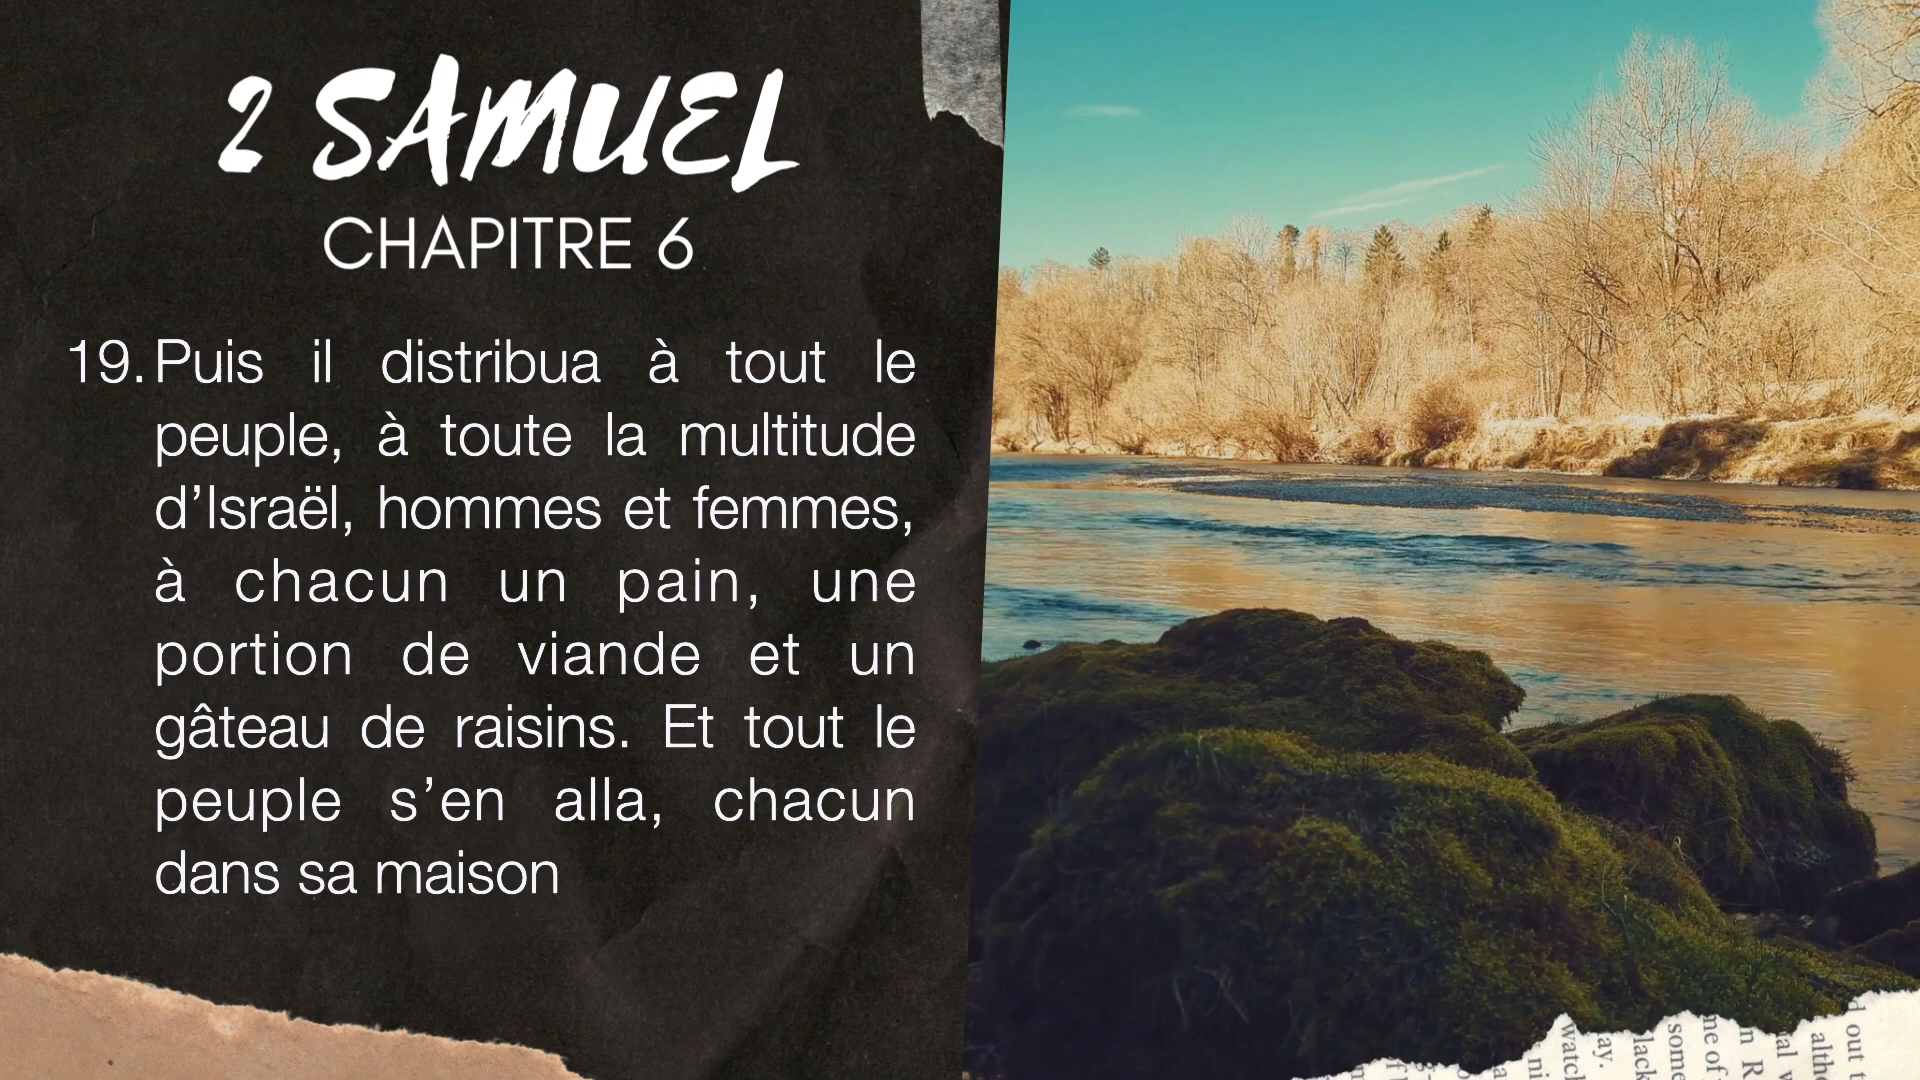 2 SAMUEL
CHAPITRE 6
19. Puis il distribua à tout le
peuple, à toute la multitude
d’Israël, hommes et femmes,
à chacun un pain, une
portion de viande et un
gâteau de raisins. Et tout le
peuple s’en alla, chacun
dans sa maison